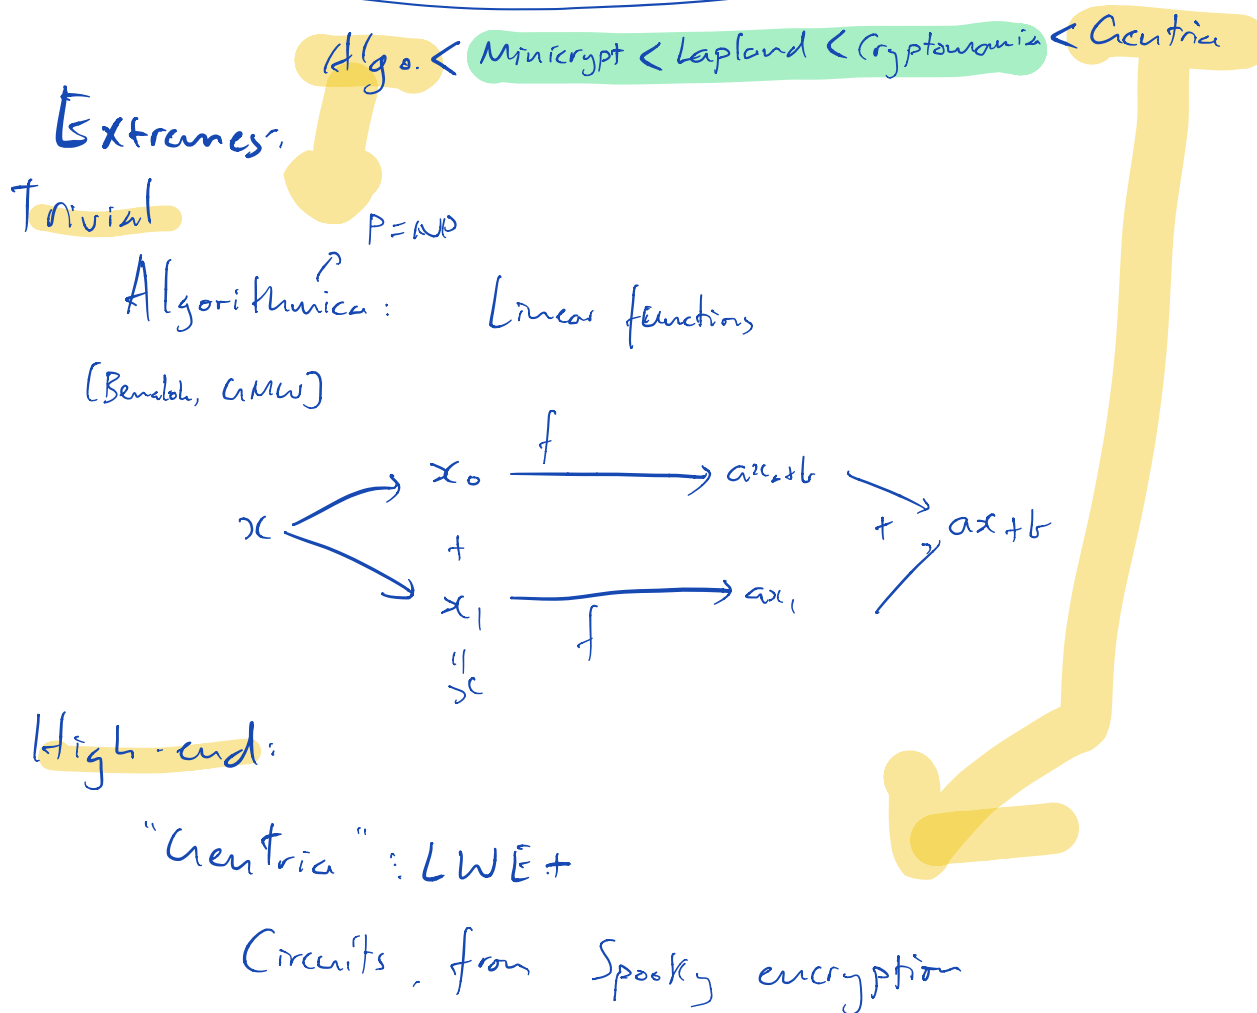 Algo. < Minicrypt < Lapland < Cryptomania < Gentria
Extremes:
Trivial
P=NP
Algorithmica: Linear functions
[Benaloh, GMW]
f
x₀ ax₀+b
x + + ax+b
x₁ ax₁
f
=
x
High-end:
"Gentria": LWE+
Circuits, from Spooky encryption